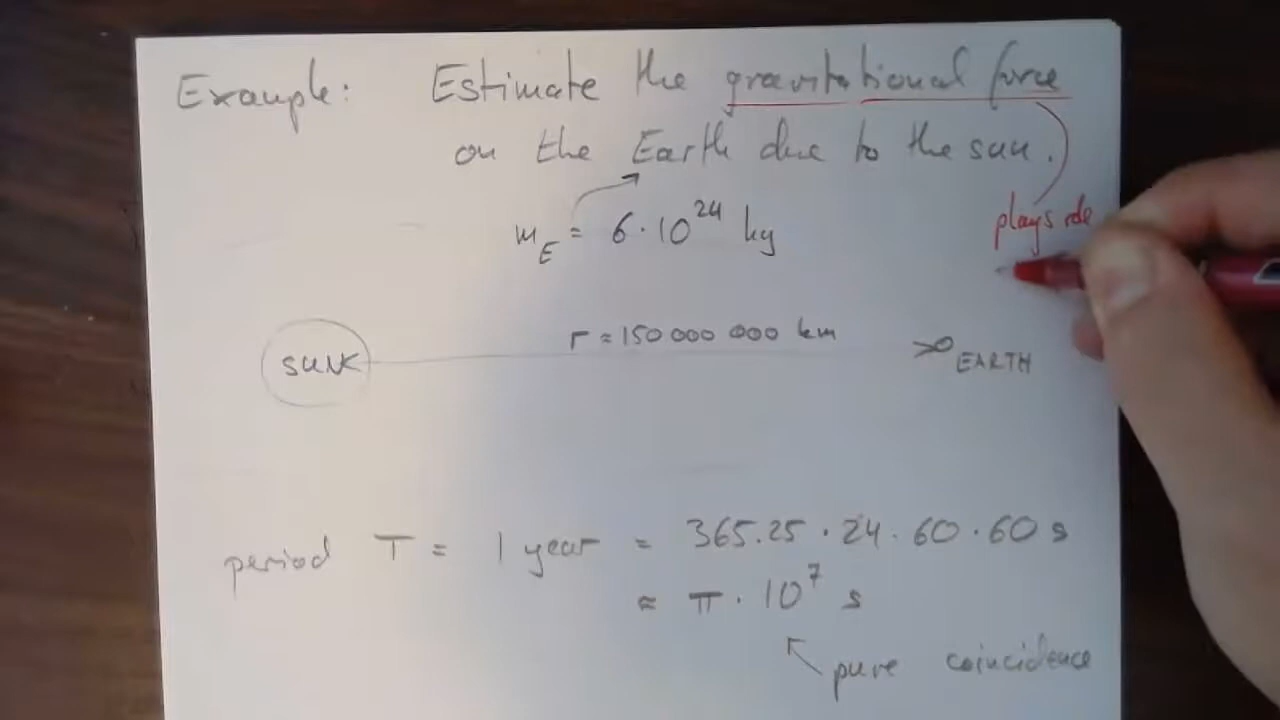 Example: Estimate the gravitational force
on the Earth due to the sun.
plays role
m_E = 6·10^24 kg
r = 150 000 000 km
SUN
EARTH
period T = 1 year = 365.25 · 24 · 60 · 60 s
≈ π · 10^7 s
pure coincidence